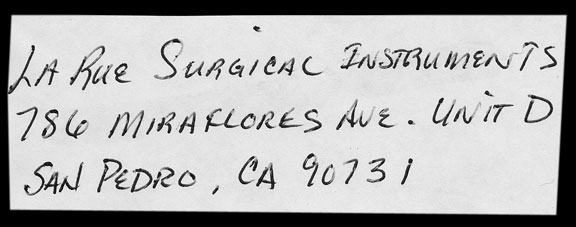 La Rue Surgical Instruments
786 Miraflores Ave. Unit D
San Pedro, CA 90731